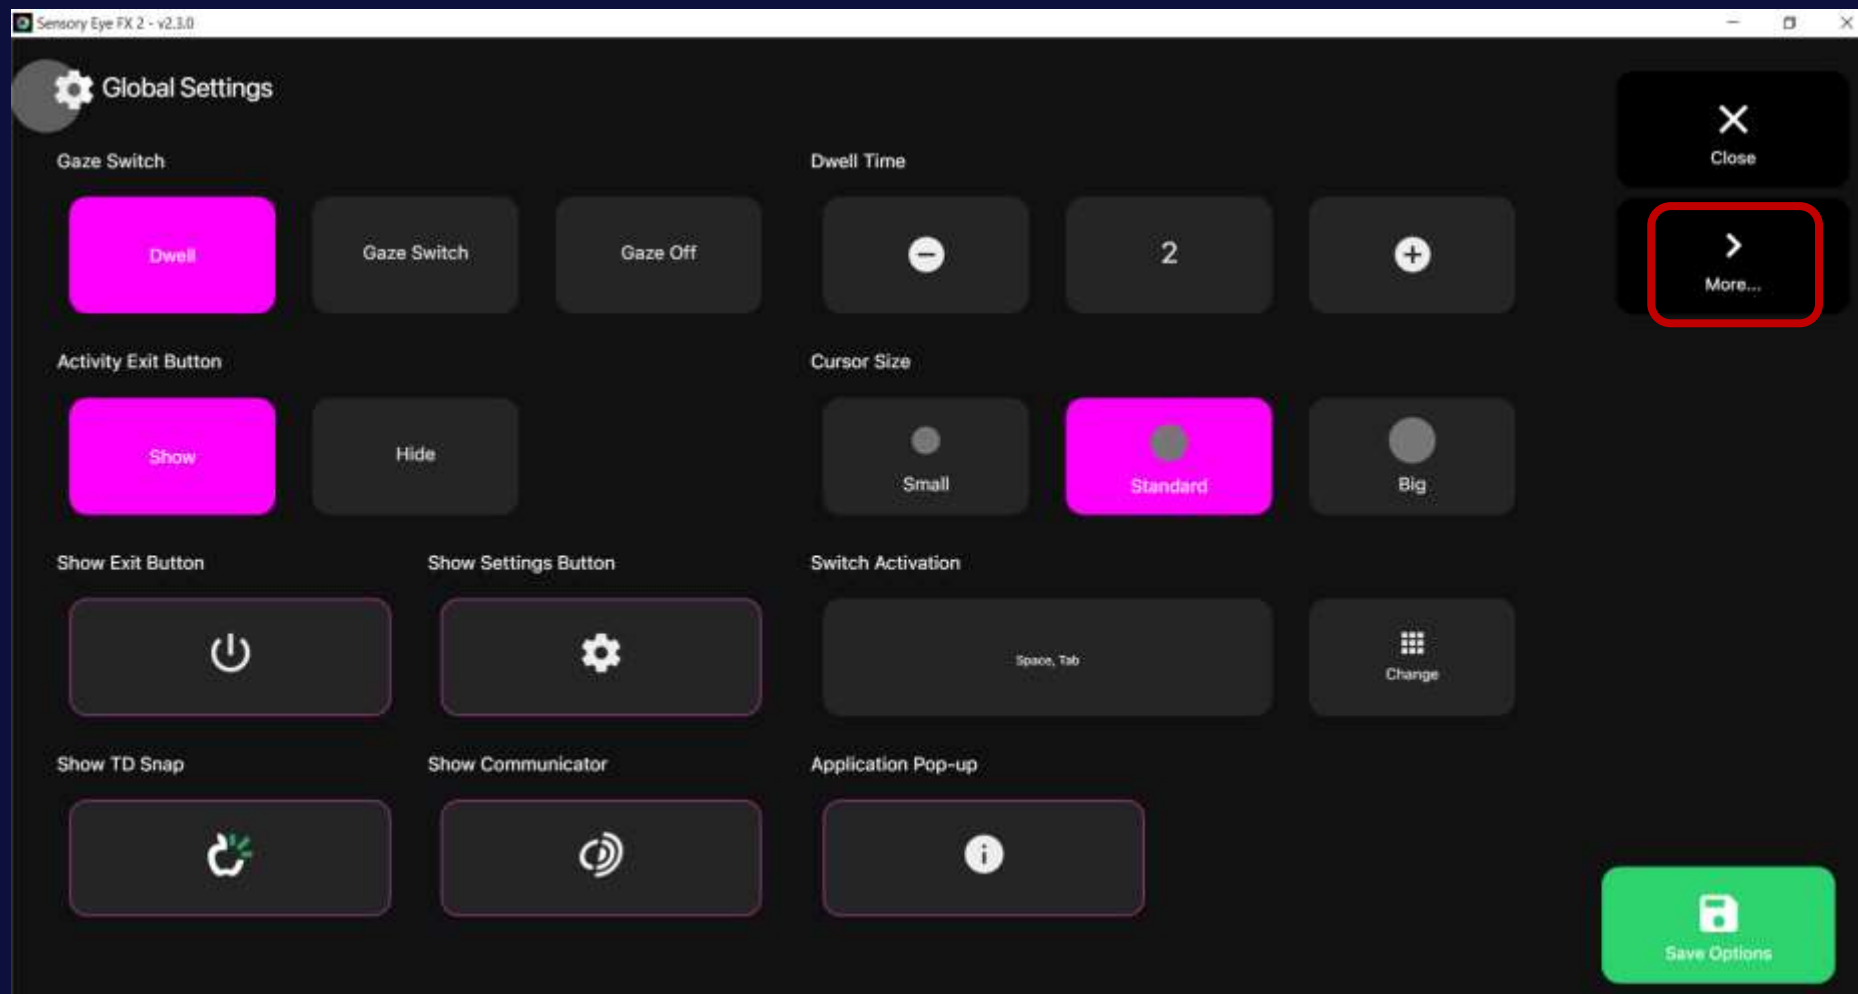 Sensory Eye FX 2 - v2.3.0
Global Settings
Close
Gaze Switch
Dwell Time
Dwell
Gaze Switch
Gaze Off
2
More...
Activity Exit Button
Cursor Size
Show
Hide
Small
Standard
Big
Show Exit Button
Show Settings Button
Switch Activation
Space, Tab
Change
Show TD Snap
Show Communicator
Application Pop-up
Save Options